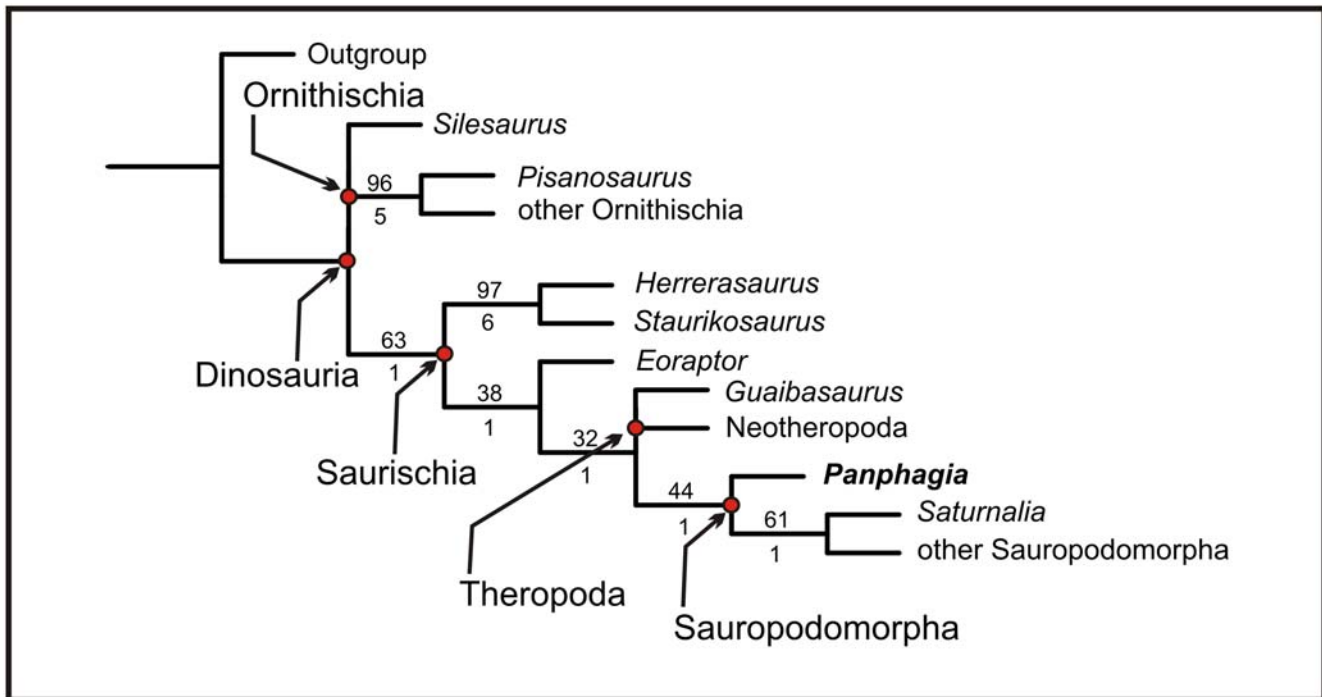 Outgroup
Ornithischia
Silesaurus
96
Pisanosaurus
5
other Ornithischia
Herrerasaurus
97
6
Staurikosaurus
63
1
Dinosauria
Eoraptor
38
1
Guaibasaurus
Neotheropoda
32
1
Saurischia
Panphagia
44
1
Saturnalia
61
1
other Sauropodomorpha
Theropoda
Sauropodomorpha